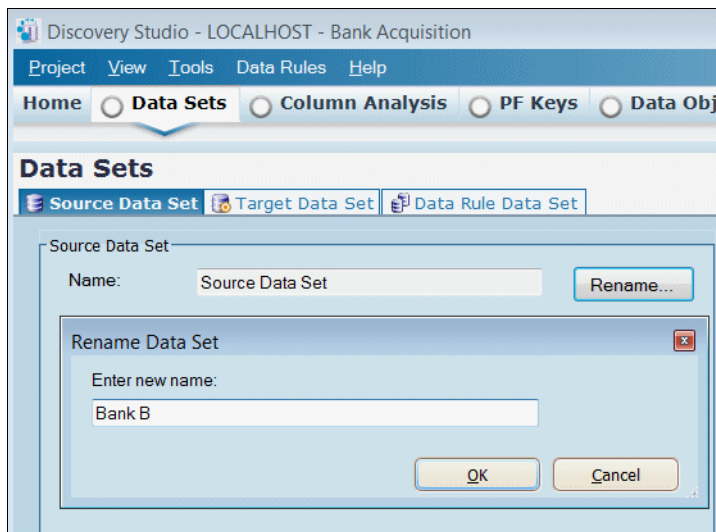 Discovery Studio - LOCALHOST - Bank Acquisition
Project View Tools Data Rules Help
Home Data Sets Column Analysis PF Keys Data Obj
Data Sets
Source Data Set Target Data Set Data Rule Data Set
Source Data Set
Name: Source Data Set Rename...
Rename Data Set
Enter new name:
Bank B
OK Cancel